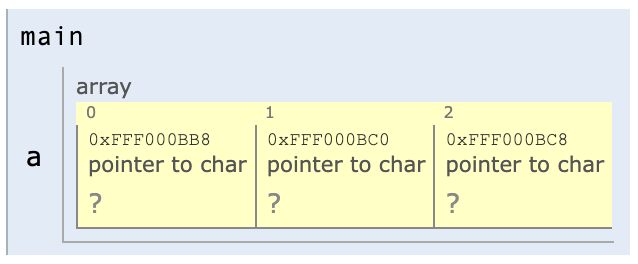 main
array
0 1 2
0xFFF000BB8 0xFFF000BC0 0xFFF000BC8
a pointer to char pointer to char pointer to char
? ? ?